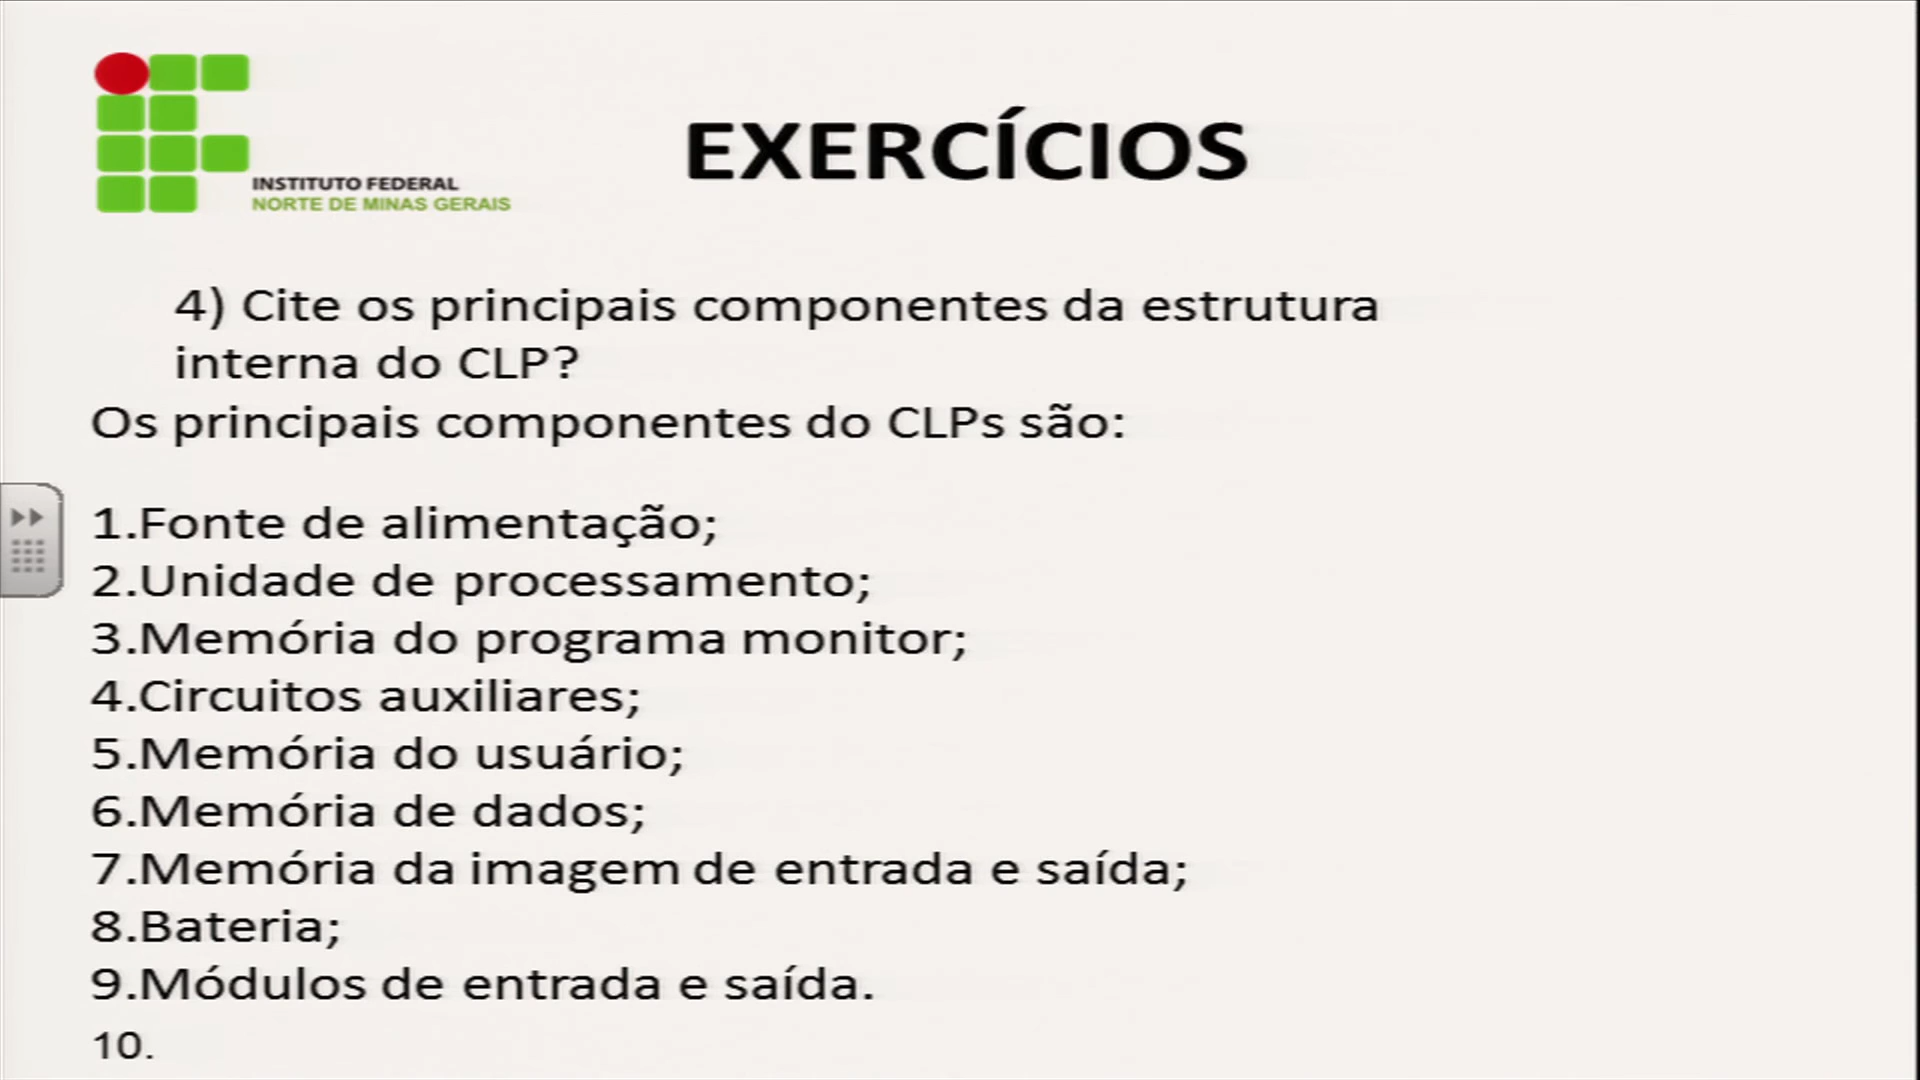 INSTITUTO FEDERAL
NORTE DE MINAS GERAIS
EXERCÍCIOS
4) Cite os principais componentes da estrutura
interna do CLP?
Os principais componentes do CLPs são:
1.Fonte de alimentação;
2.Unidade de processamento;
3.Memória do programa monitor;
4.Circuitos auxiliares;
5.Memória do usuário;
6.Memória de dados;
7.Memória da imagem de entrada e saída;
8.Bateria;
9.Módulos de entrada e saída.
10.